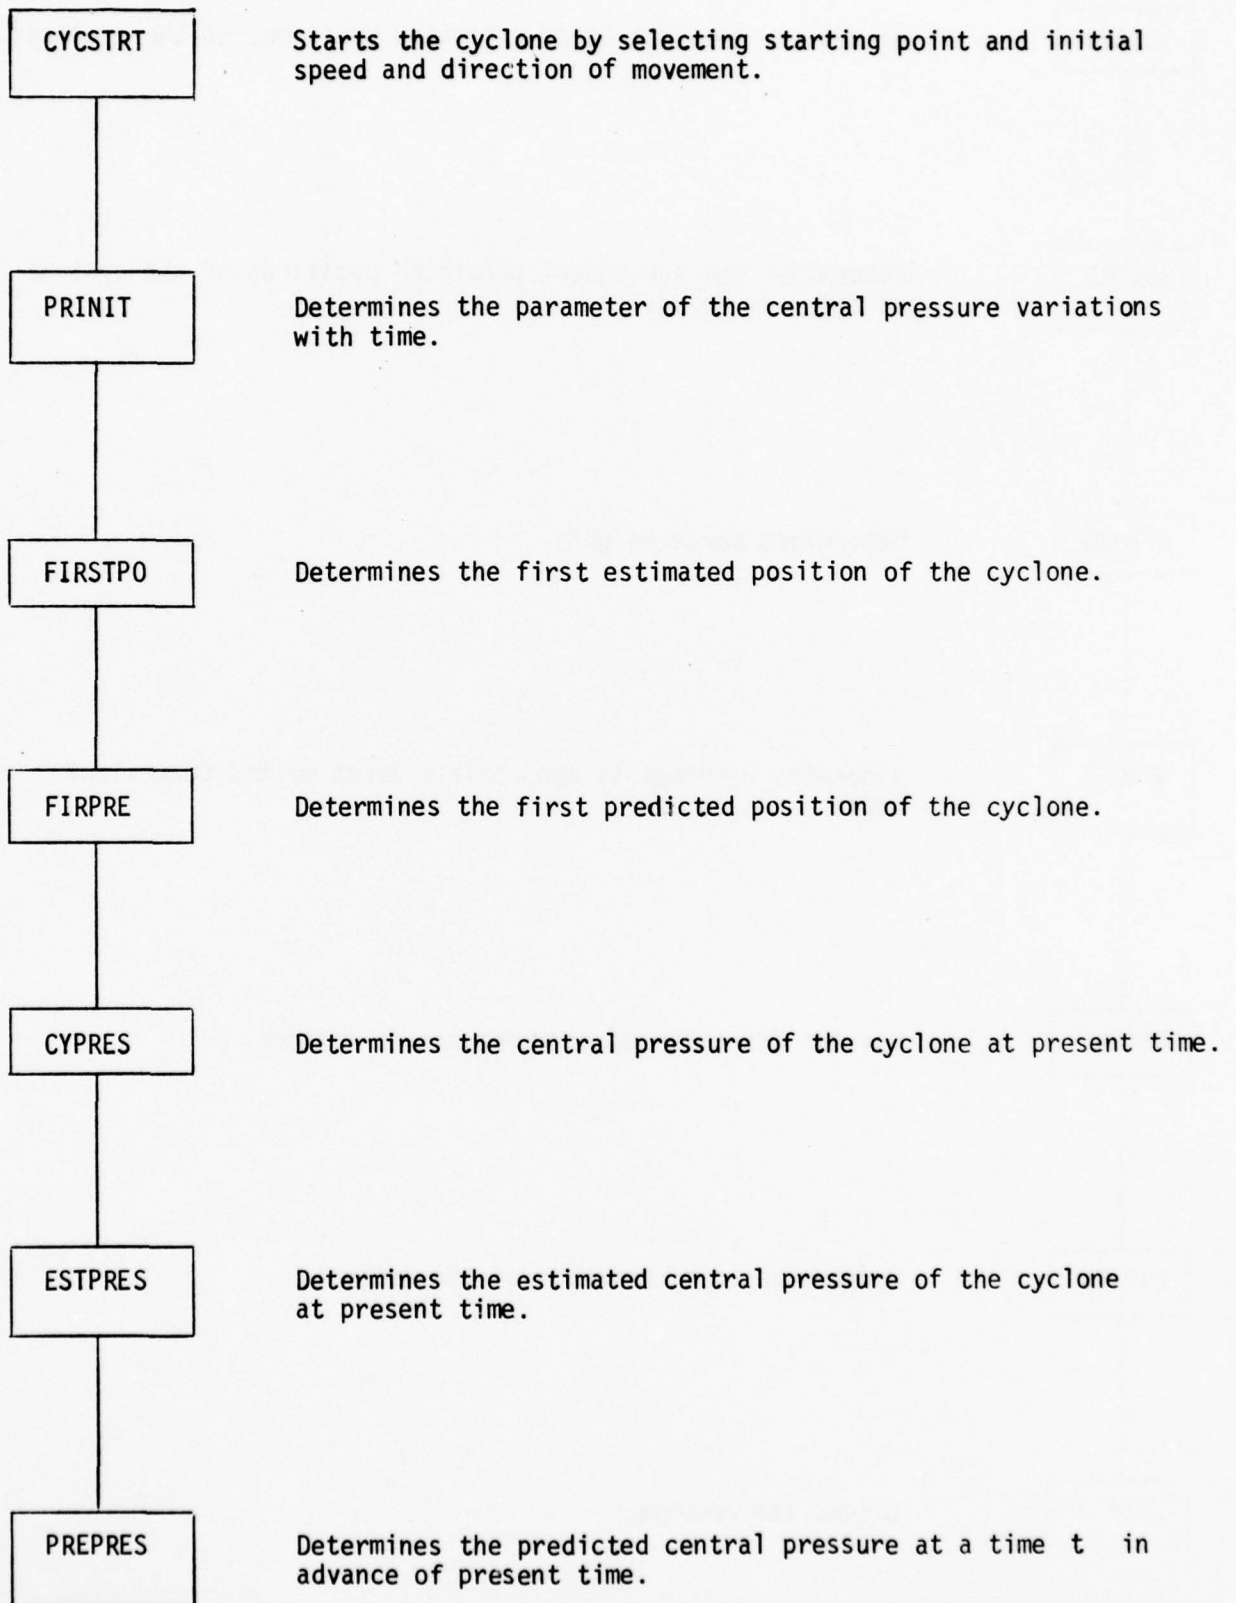 CYCSTRT
Starts the cyclone by selecting starting point and initial
speed and direction of movement.
PRINIT
Determines the parameter of the central pressure variations
with time.
FIRSTPO
Determines the first estimated position of the cyclone.
FIRPRE
Determines the first predicted position of the cyclone.
CYPRES
Determines the central pressure of the cyclone at present time.
ESTPRES
Determines the estimated central pressure of the cyclone
at present time.
PREPRES
Determines the predicted central pressure at a time t in
advance of present time.